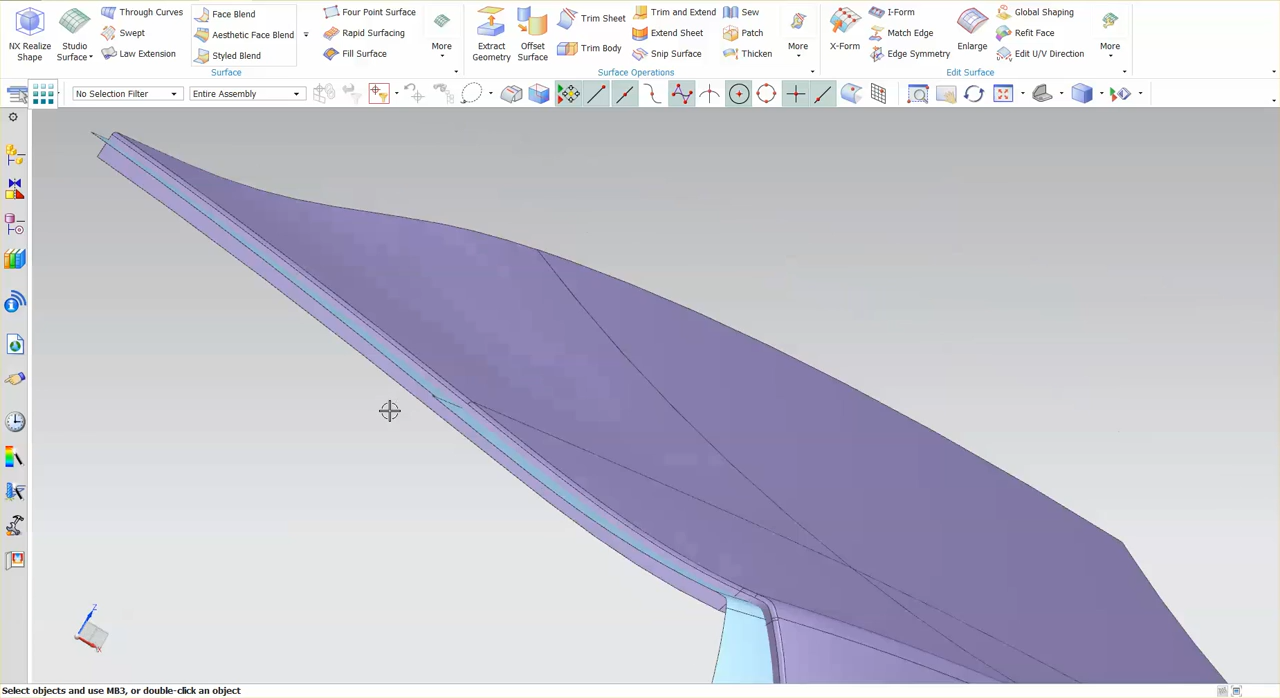 NX Realize Shape
Studio Surface
Through Curves
Swept
Law Extension
Face Blend
Aesthetic Face Blend
Styled Blend
Four Point Surface
Rapid Surfacing
Fill Surface
More
Surface
Extract Geometry
Offset Surface
Trim Sheet
Trim Body
Trim and Extend
Extend Sheet
Snip Surface
Sew
Patch
Thicken
More
Surface Operations
X-Form
I-Form
Match Edge
Edge Symmetry
Enlarge
Global Shaping
Refit Face
Edit U/V Direction
More
Edit Surface
No Selection Filter
Entire Assembly
Z
X
Select objects and use MB3, or double-click an object